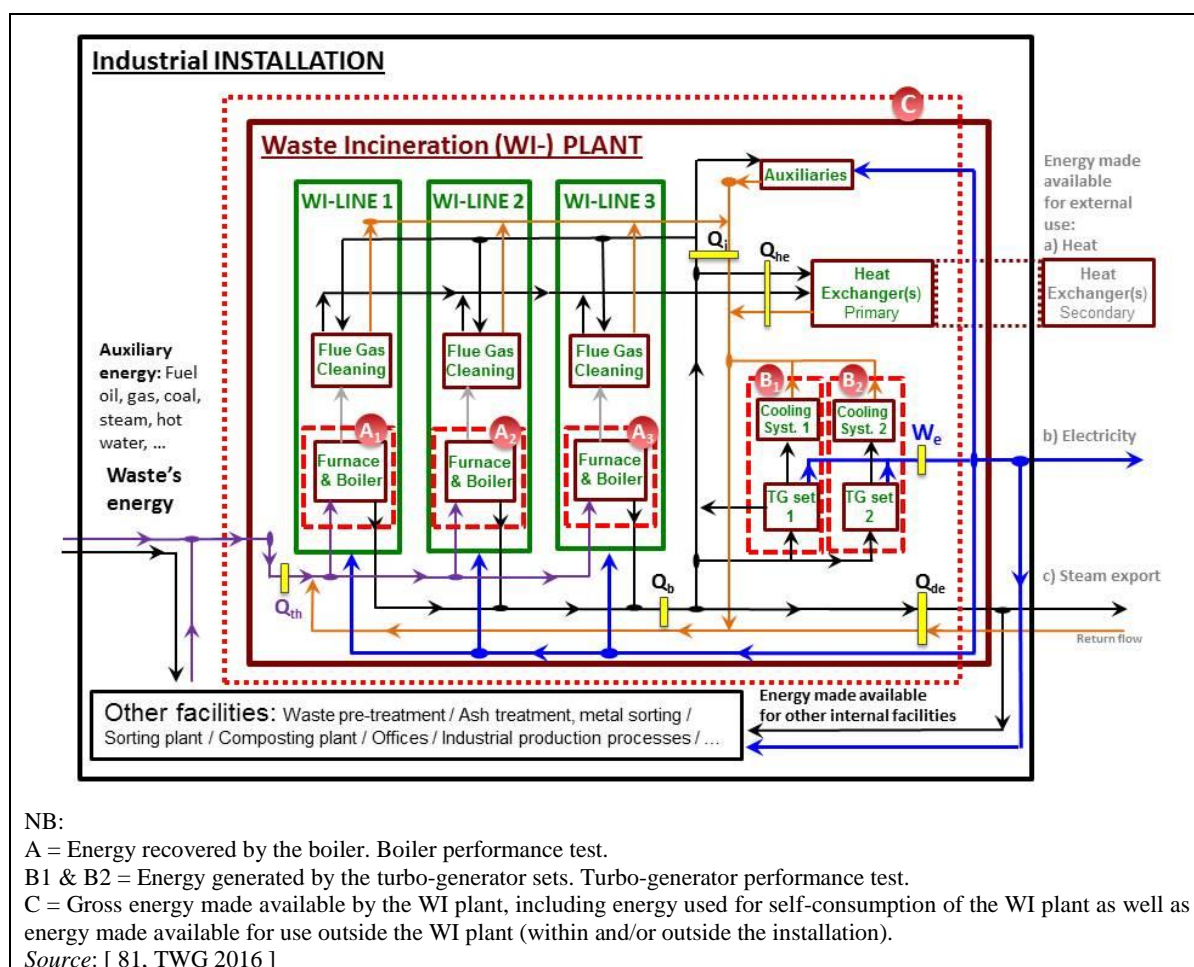 Industrial INSTALLATION
C
Waste Incineration (WI-) PLANT
WI-LINE 1
WI-LINE 2
WI-LINE 3
Auxiliaries
Energy made
available
for external
use:
a) Heat
Qi
Qhe
Heat
Exchanger(s)
Primary
Heat
Exchanger(s)
Secondary
Flue Gas
Cleaning
Flue Gas
Cleaning
Flue Gas
Cleaning
Auxiliary
energy: Fuel
oil, gas, coal,
steam, hot
water, ...
Waste's
energy
A1
A2
A3
Furnace
& Boiler
Furnace
& Boiler
Furnace
& Boiler
B1
B2
Cooling
Syst. 1
Cooling
Syst. 2
We
b) Electricity
TG set
1
TG set
2
Qth
Qb
Qde
c) Steam export
Return flow
Energy made available
for other internal facilities
Other facilities: Waste pre-treatment / Ash treatment, metal sorting /
Sorting plant / Composting plant / Offices / Industrial production processes / ...
NB:
A = Energy recovered by the boiler. Boiler performance test.
B1 & B2 = Energy generated by the turbo-generator sets. Turbo-generator performance test.
C = Gross energy made available by the WI plant, including energy used for self-consumption of the WI plant as well as
energy made available for use outside the WI plant (within and/or outside the installation).
Source: [ 81, TWG 2016 ]